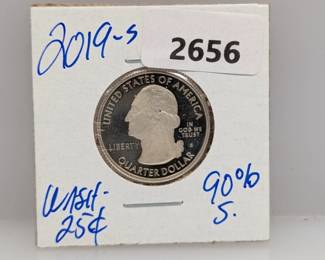 2019-S
2656
UNITED STATES OF AMERICA
LIBERTY
IN
GOD WE
TRUST
S
QUARTER DOLLAR
WASH-
25¢
90%
S.